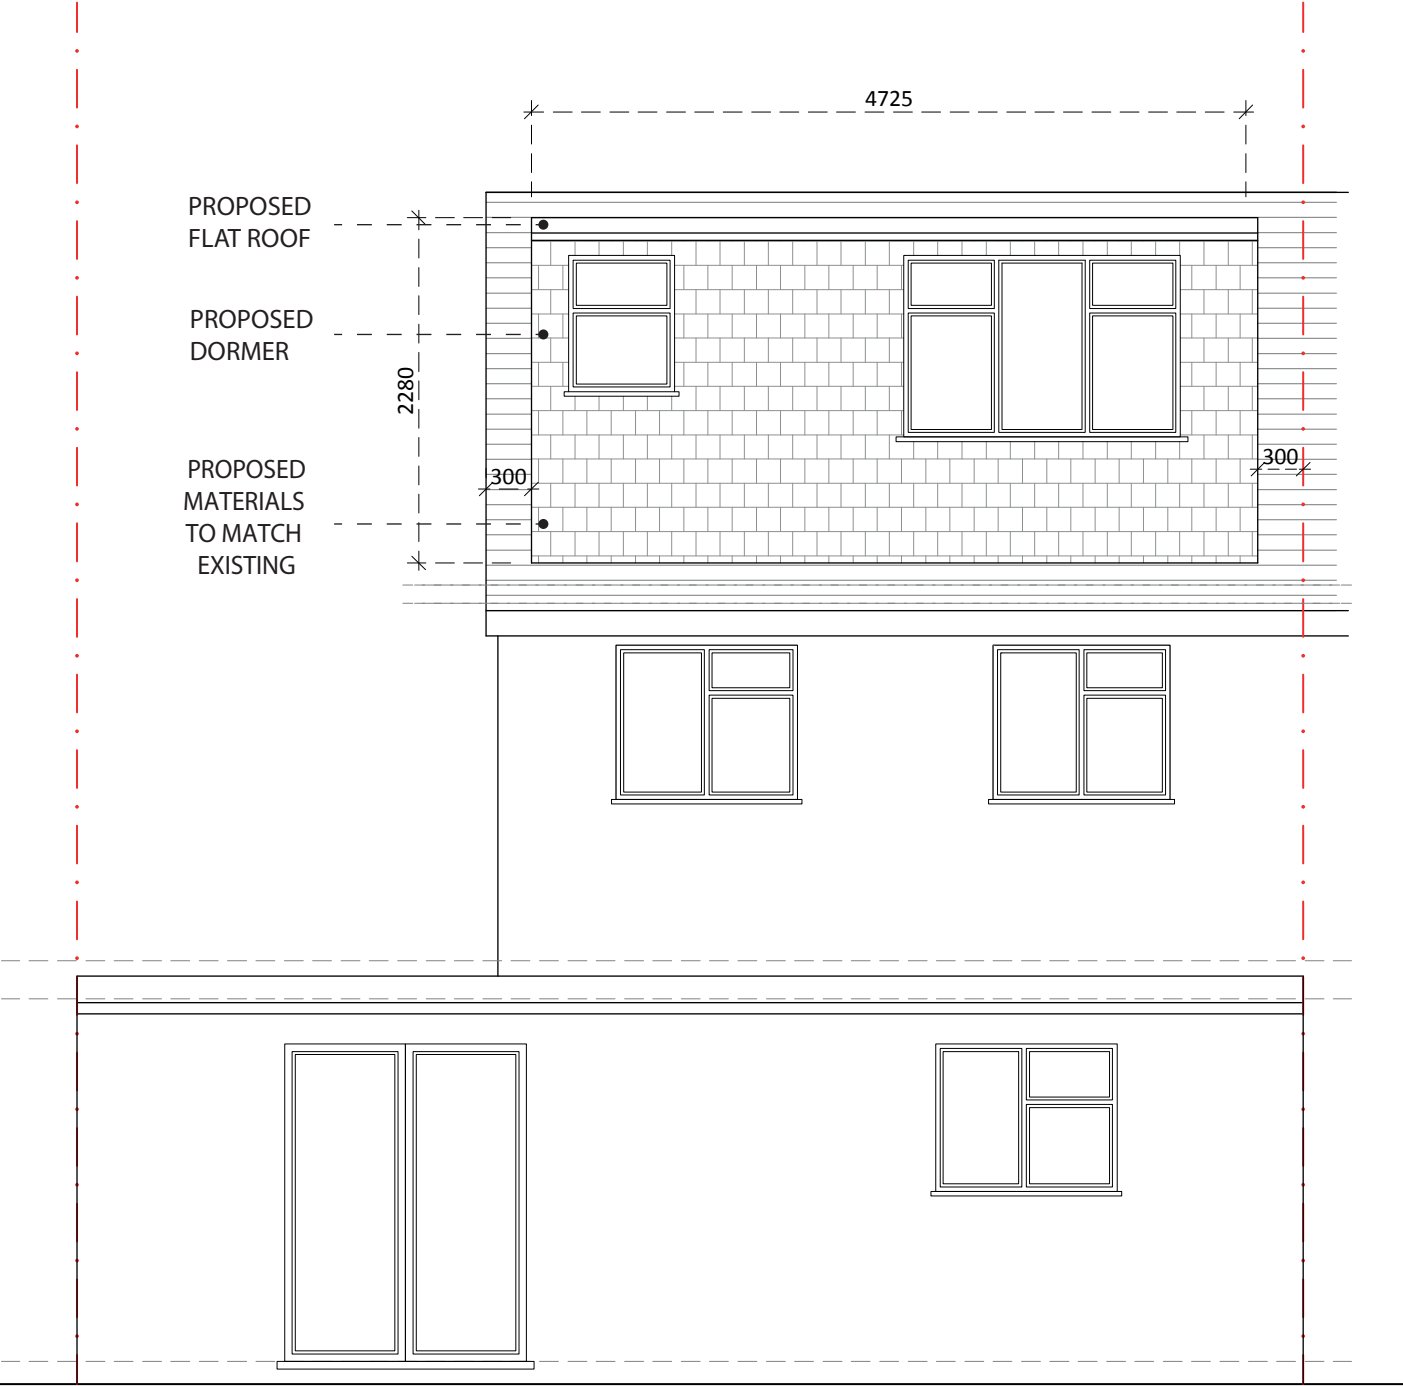 4725
PROPOSED
FLAT ROOF
PROPOSED
DORMER
2280
PROPOSED
MATERIALS
TO MATCH
EXISTING
300
300